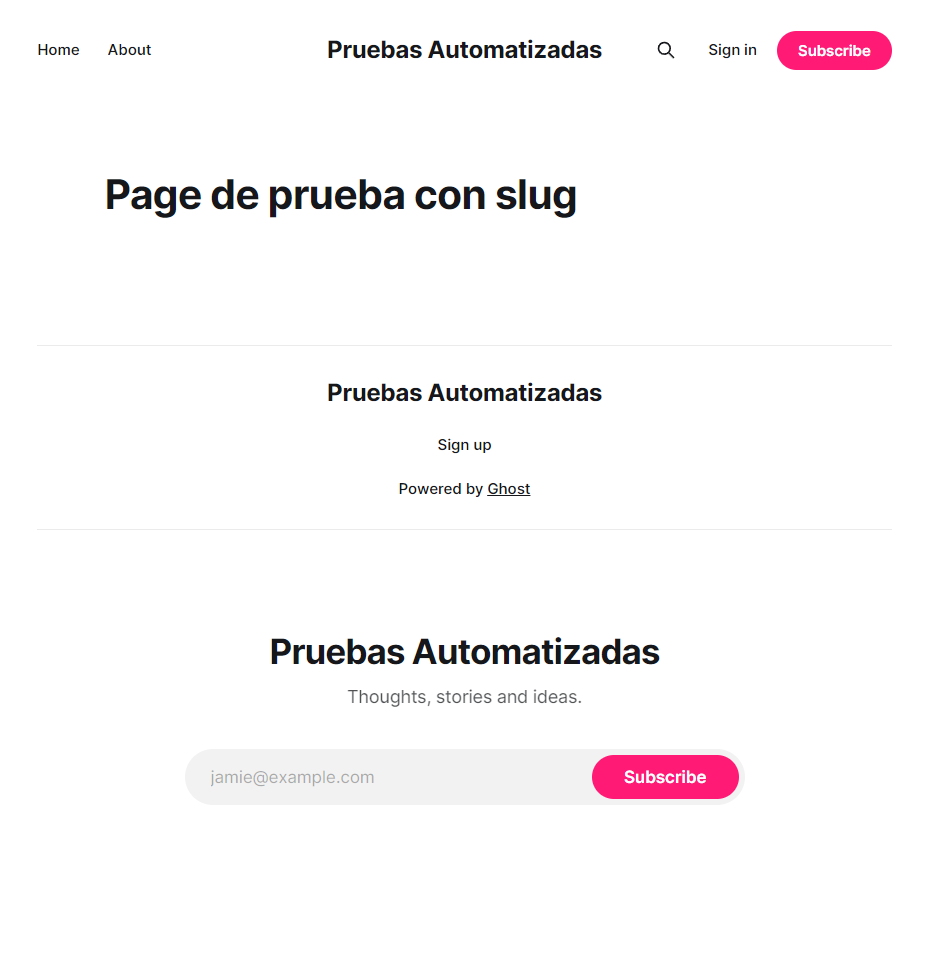 Home About Pruebas Automatizadas Sign in Subscribe
Page de prueba con slug
Pruebas Automatizadas
Sign up
Powered by Ghost
Pruebas Automatizadas
Thoughts, stories and ideas.
jamie@example.com Subscribe